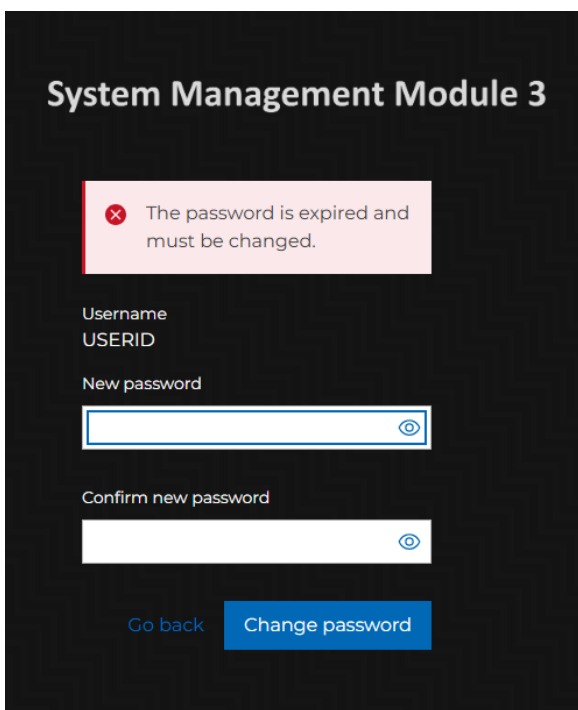 System Management Module 3
The password is expired and
must be changed.
Username
USERID
New password
Confirm new password
Go back
Change password